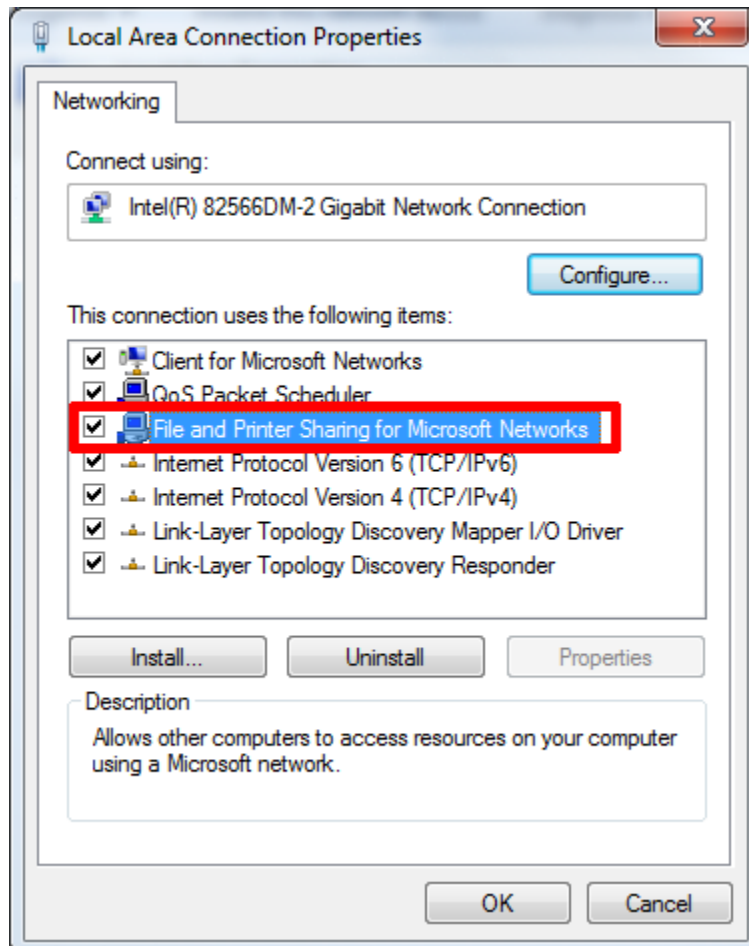 Local Area Connection Properties
Networking
Connect using:
Intel(R) 82566DM-2 Gigabit Network Connection
Configure...
This connection uses the following items:
Client for Microsoft Networks
QoS Packet Scheduler
File and Printer Sharing for Microsoft Networks
Internet Protocol Version 6 (TCP/IPv6)
Internet Protocol Version 4 (TCP/IPv4)
Link-Layer Topology Discovery Mapper I/O Driver
Link-Layer Topology Discovery Responder
Install... Uninstall Properties
Description
Allows other computers to access resources on your computer
using a Microsoft network.
OK Cancel